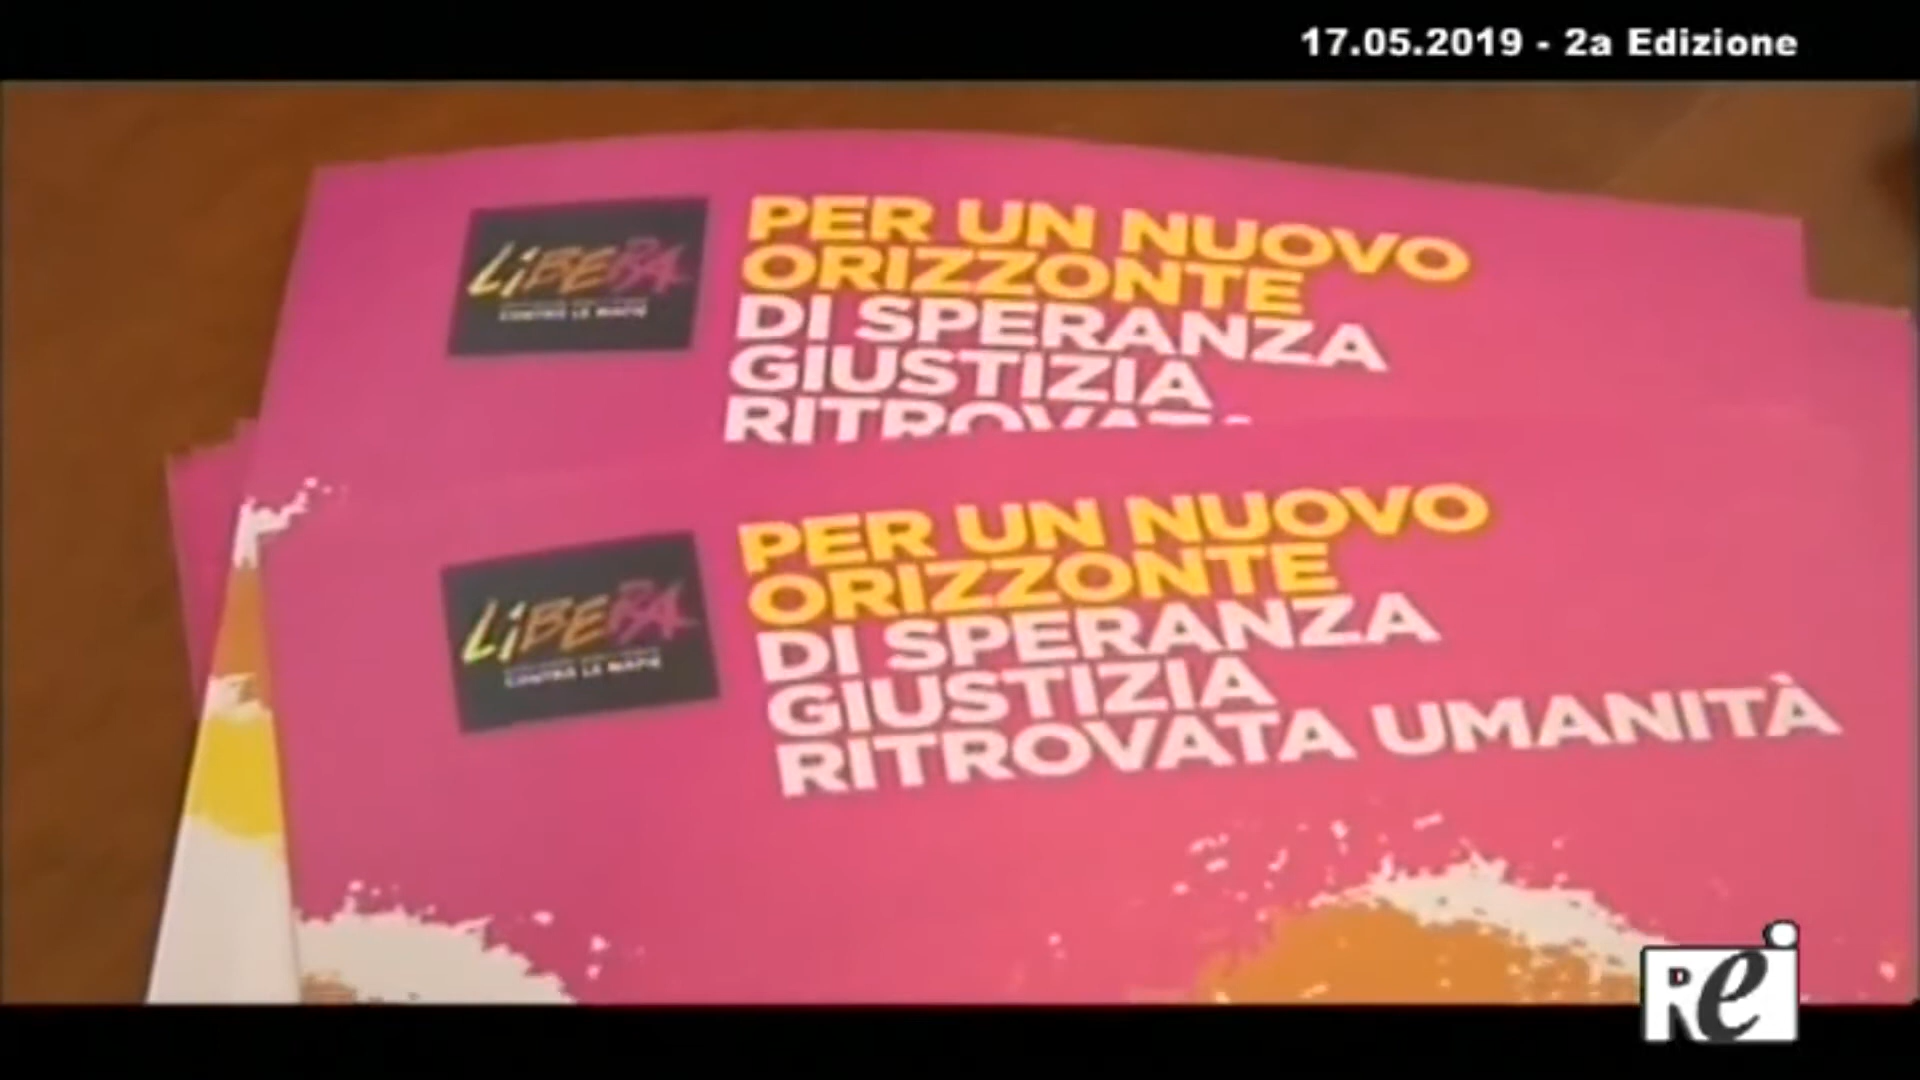 17.05.2019 - 2a Edizione
LiBERA
CONTRO LE MAFIE
PER UN NUOVO
ORIZZONTE
DI SPERANZA
GIUSTIZIA
RITROVATA
LiBERA
CONTRO LE MAFIE
PER UN NUOVO
ORIZZONTE
DI SPERANZA
GIUSTIZIA
RITROVATA UMANITÀ
Rei